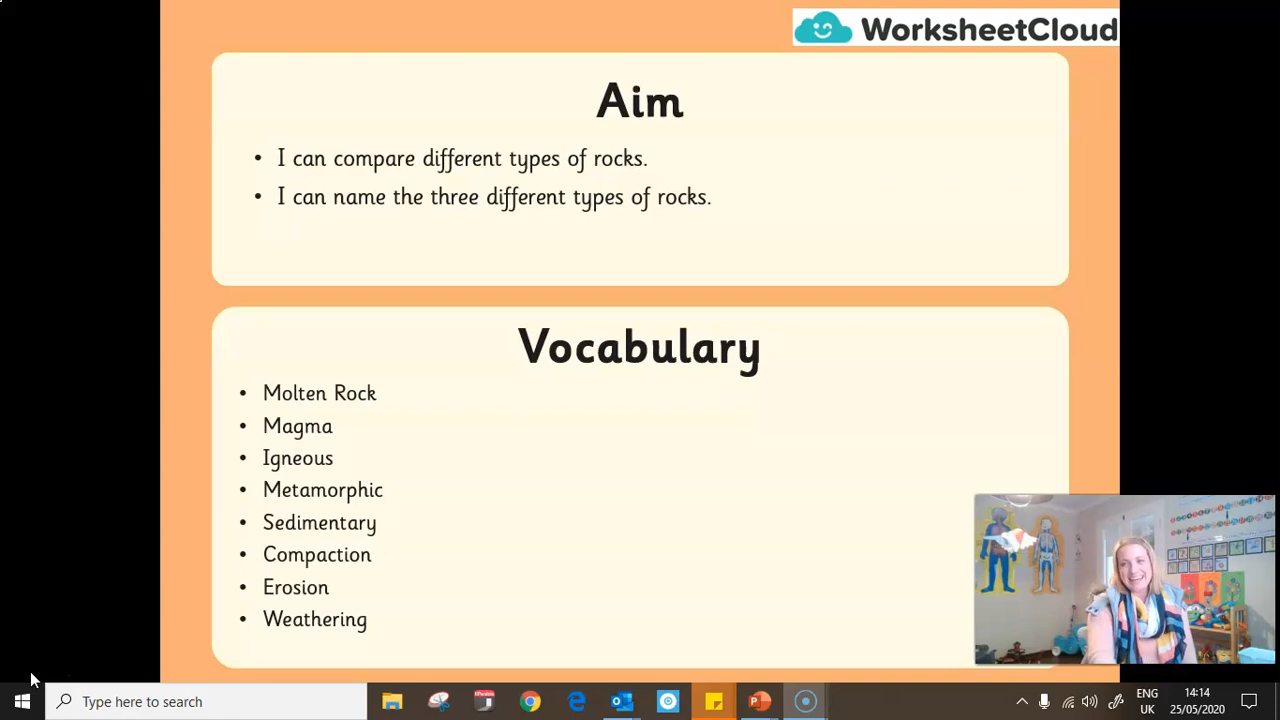 WorksheetCloud
Aim
• I can compare different types of rocks.
• I can name the three different types of rocks.
Vocabulary
• Molten Rock
• Magma
• Igneous
• Metamorphic
• Sedimentary
• Compaction
• Erosion
• Weathering
Type here to search
ENG
UK
14:14
25/05/2020